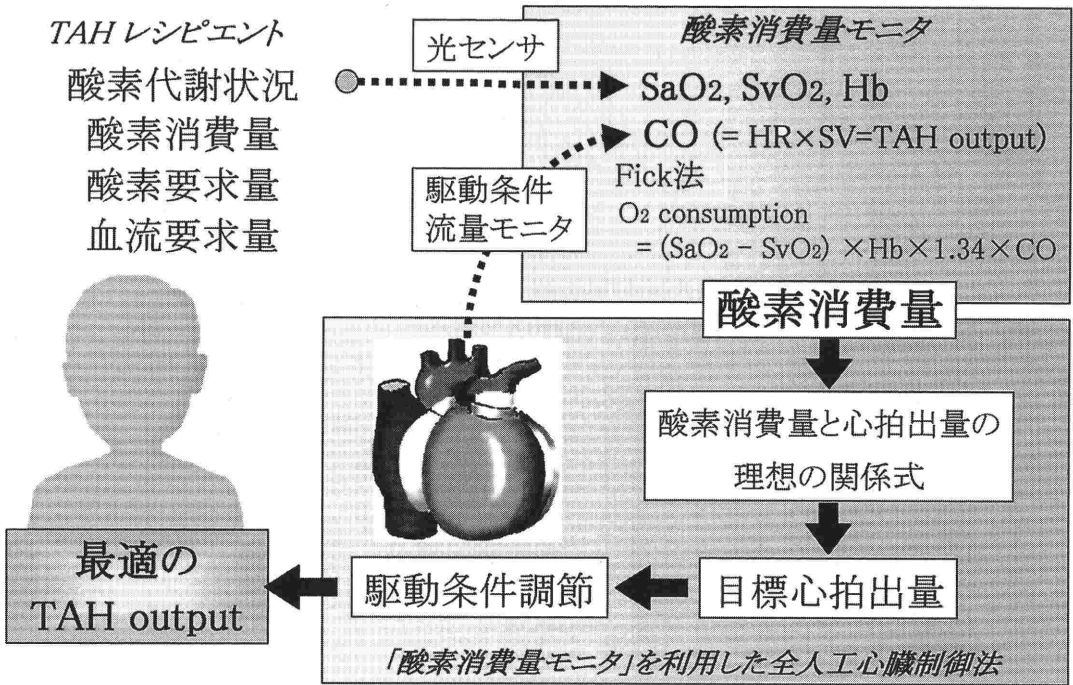 TAH レシピエント
酸素代謝状況
酸素消費量
酸素要求量
血流要求量
光センサ
酸素消費量モニタ
SaO2, SvO2, Hb
CO (= HR×SV=TAH output)
Fick法
O2 consumption
= (SaO2 − SvO2) ×Hb×1.34×CO
駆動条件
流量モニタ
酸素消費量
酸素消費量と心拍出量の
理想の関係式
目標心拍出量
駆動条件調節
最適の
TAH output
「酸素消費量モニタ」を利用した全人工心臓制御法